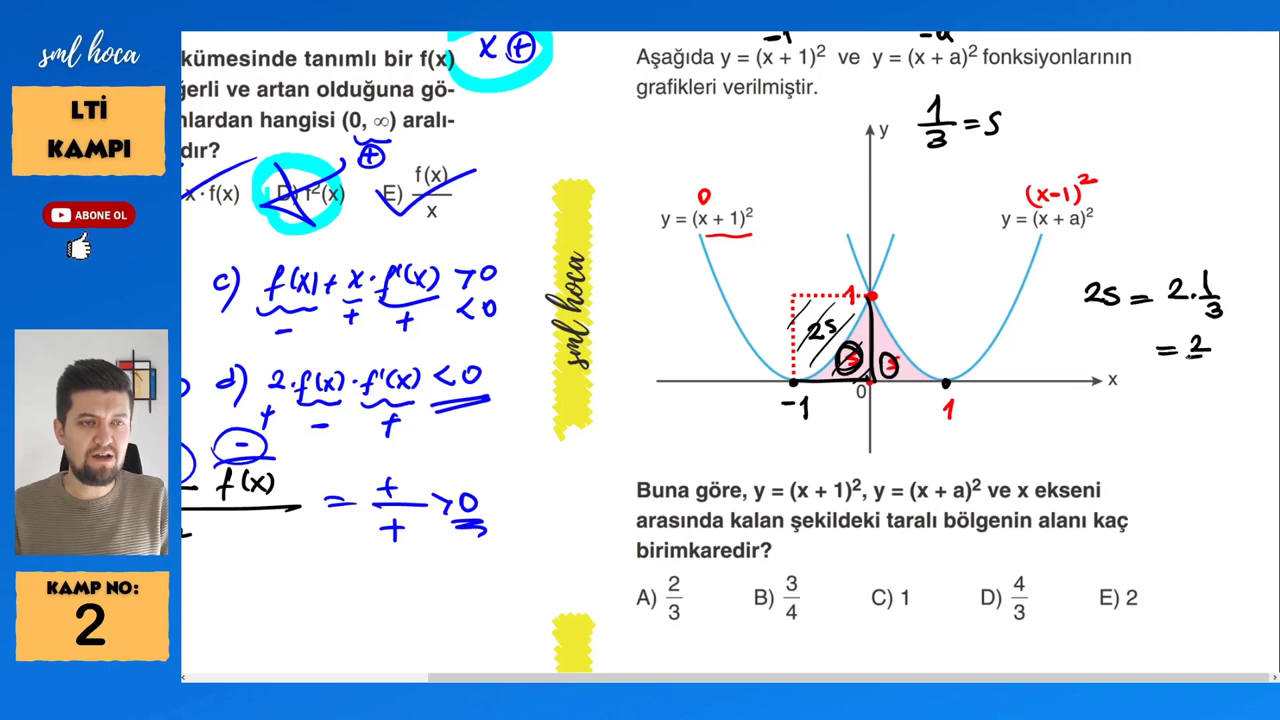 sml hoca
LTİ
KAMPI
ABONE OL
KAMP NO:
2
x +
kümesinde tanımlı bir f(x)
ğerli ve artan olduğuna gö-
nlardan hangisi (0, ∞) aralı-
dır?
+
x · f(x) D) f²(x) E) f(x)/x
c) f(x) + x · f'(x) > 0
- + + < 0
d) 2 · f(x) · f'(x) < 0
+ - +
-
f(x)
= +/+ > 0
sml hoca
-1 -a
Aşağıda y = (x + 1)² ve y = (x + a)² fonksiyonlarının
grafikleri verilmiştir.
1/3 = S
y
0 (x-1)²
y = (x + 1)² y = (x + a)²
1
2S
S S
0 x
-1 1
2S = 2 · 1/3
= 2
Buna göre, y = (x + 1)², y = (x + a)² ve x ekseni
arasında kalan şekildeki taralı bölgenin alanı kaç
birimkaredir?
A) 2/3 B) 3/4 C) 1 D) 4/3 E) 2